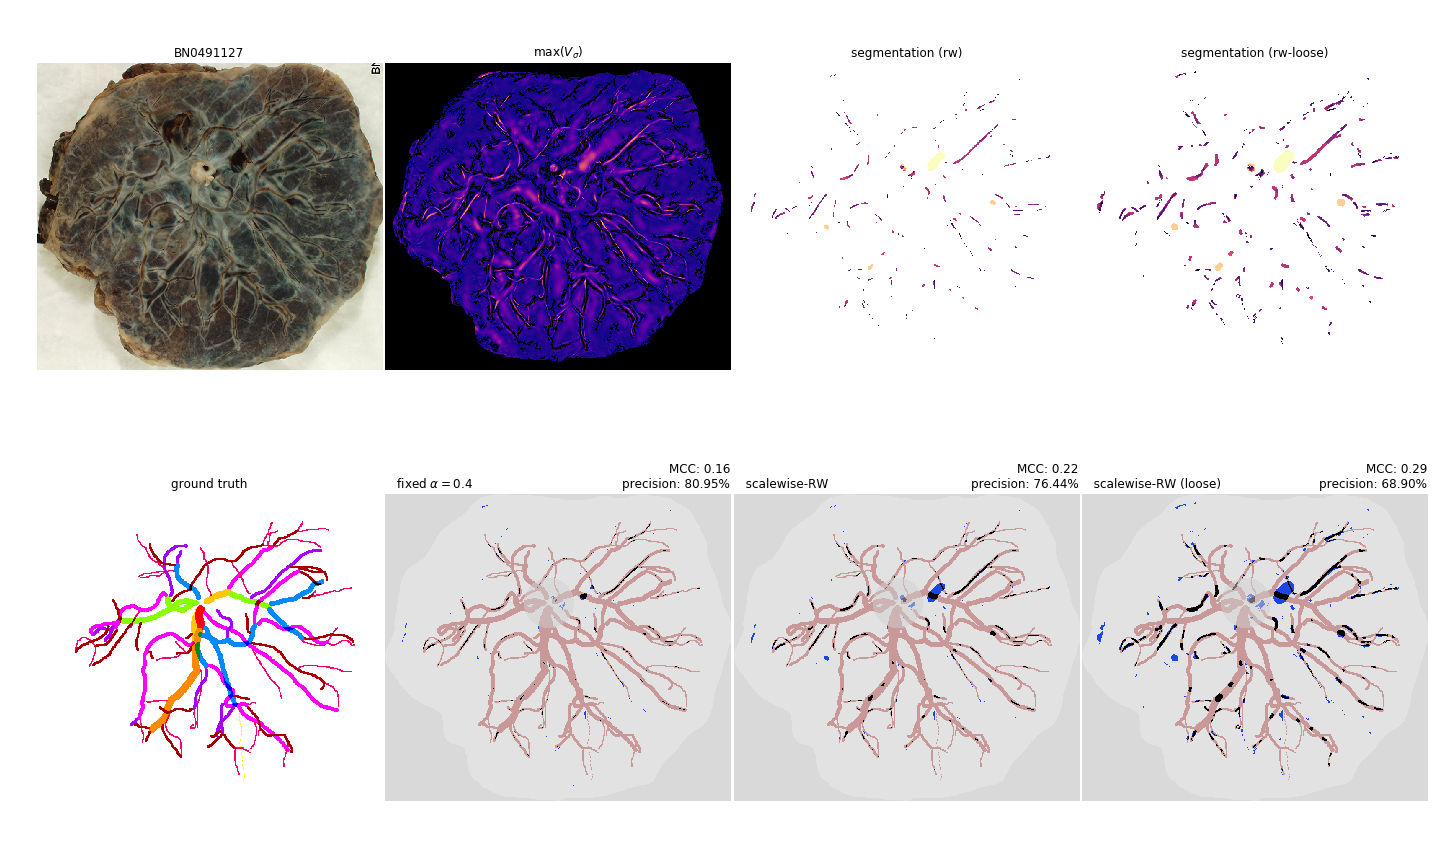 BN0491127
max(V_σ)
segmentation (rw)
segmentation (rw-loose)
ground truth
fixed α = 0.4
MCC: 0.16
precision: 80.95%
scalewise-RW
MCC: 0.22
precision: 76.44%
scalewise-RW (loose)
MCC: 0.29
precision: 68.90%